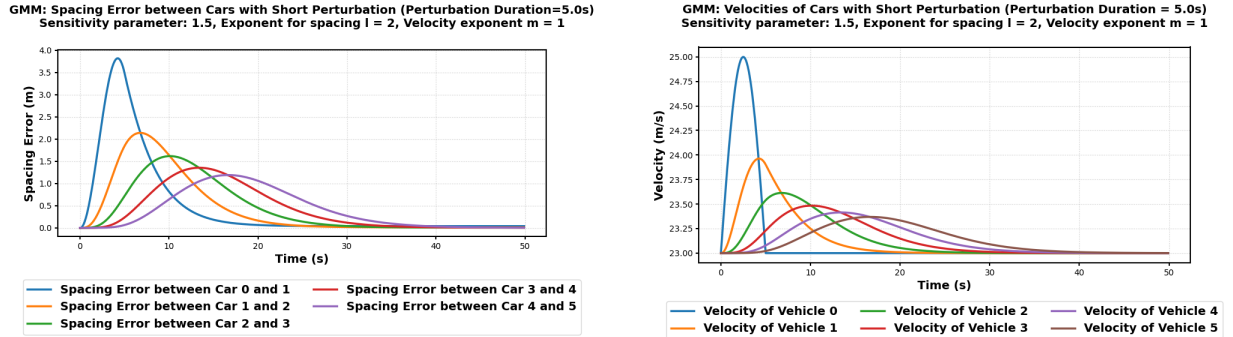 GMM: Spacing Error between Cars with Short Perturbation (Perturbation Duration=5.0s)
Sensitivity parameter: 1.5, Exponent for spacing l = 2, Velocity exponent m = 1
4.0
3.5
3.0
2.5
2.0
1.5
1.0
0.5
0.0
Spacing Error (m)
0
10
20
30
40
50
Time (s)
Spacing Error between Car 0 and 1
Spacing Error between Car 1 and 2
Spacing Error between Car 2 and 3
Spacing Error between Car 3 and 4
Spacing Error between Car 4 and 5
GMM: Velocities of Cars with Short Perturbation (Perturbation Duration = 5.0s)
Sensitivity parameter: 1.5, Exponent for spacing l = 2, Velocity exponent m = 1
25.00
24.75
24.50
24.25
24.00
23.75
23.50
23.25
23.00
Velocity (m/s)
0
10
20
30
40
50
Time (s)
Velocity of Vehicle 0
Velocity of Vehicle 1
Velocity of Vehicle 2
Velocity of Vehicle 3
Velocity of Vehicle 4
Velocity of Vehicle 5